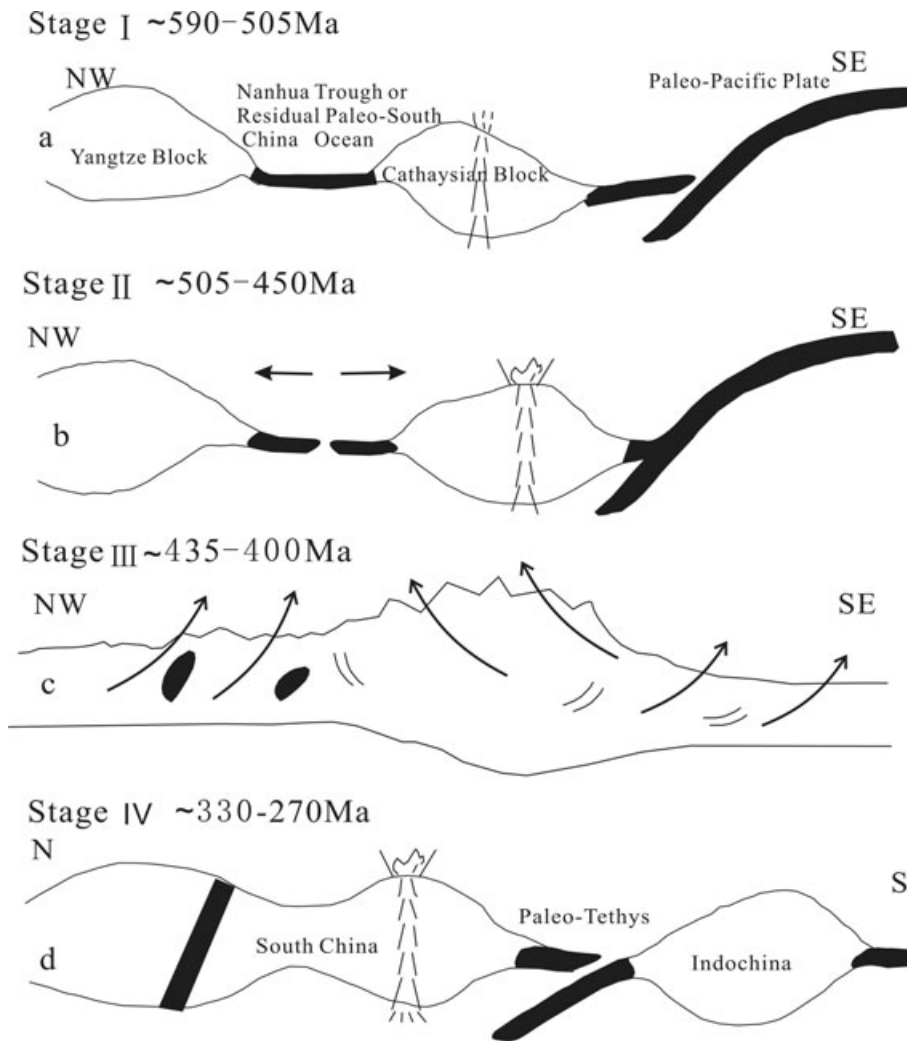 Stage I ~590-505Ma
NW
SE
Nanhua Trough or
Residual Paleo-South
China Ocean
Paleo-Pacific Plate
a
Yangtze Block
Cathaysian Block
Stage II ~505-450Ma
NW
SE
b
Stage III ~435-400Ma
NW
SE
c
Stage IV ~330-270Ma
N
S
d
South China
Paleo-Tethys
Indochina